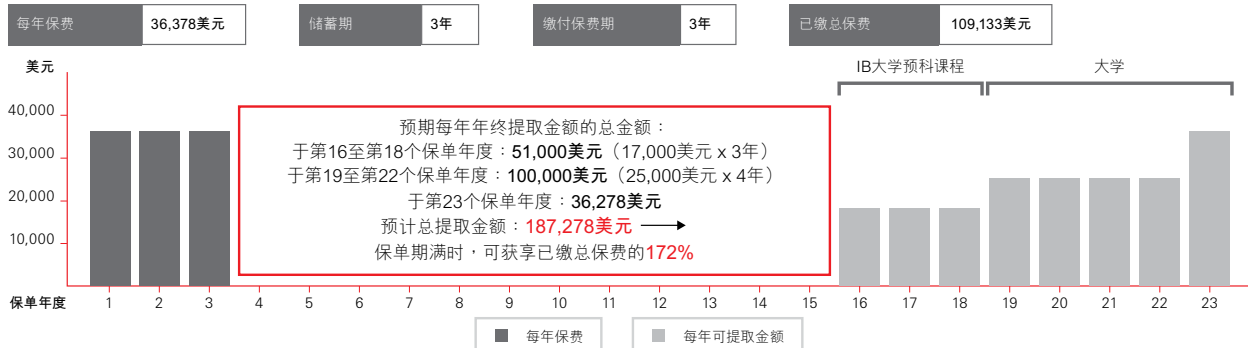 每年保费 36,378美元 储蓄期 3年 缴付保费期 3年 已缴总保费 109,133美元
美元 IB大学预科课程 大学
40,000
30,000
20,000
10,000
预期每年年终提取金额的总金额：
于第16至第18个保单年度：51,000美元（17,000美元 x 3年）
于第19至第22个保单年度：100,000美元（25,000美元 x 4年）
于第23个保单年度：36,278美元
预计总提取金额：187,278美元
保单期满时，可获享已缴总保费的172%
保单年度 1 2 3 4 5 6 7 8 9 10 11 12 13 14 15 16 17 18 19 20 21 22 23
每年保费 每年可提取金额